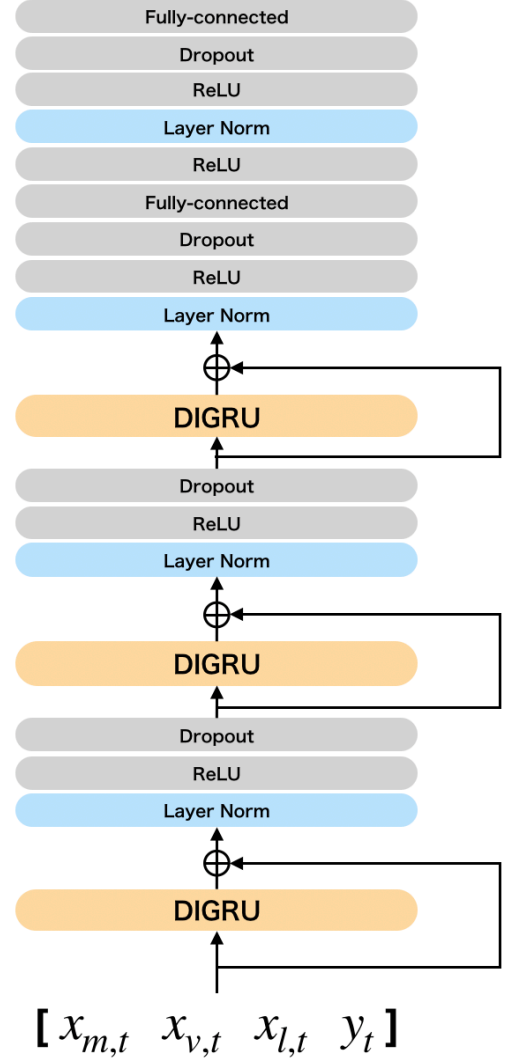 Fully-connected
Dropout
ReLU
Layer Norm
ReLU
Fully-connected
Dropout
ReLU
Layer Norm
DIGRU
Dropout
ReLU
Layer Norm
DIGRU
Dropout
ReLU
Layer Norm
DIGRU
[ x_{m,t} x_{v,t} x_{l,t} y_t ]